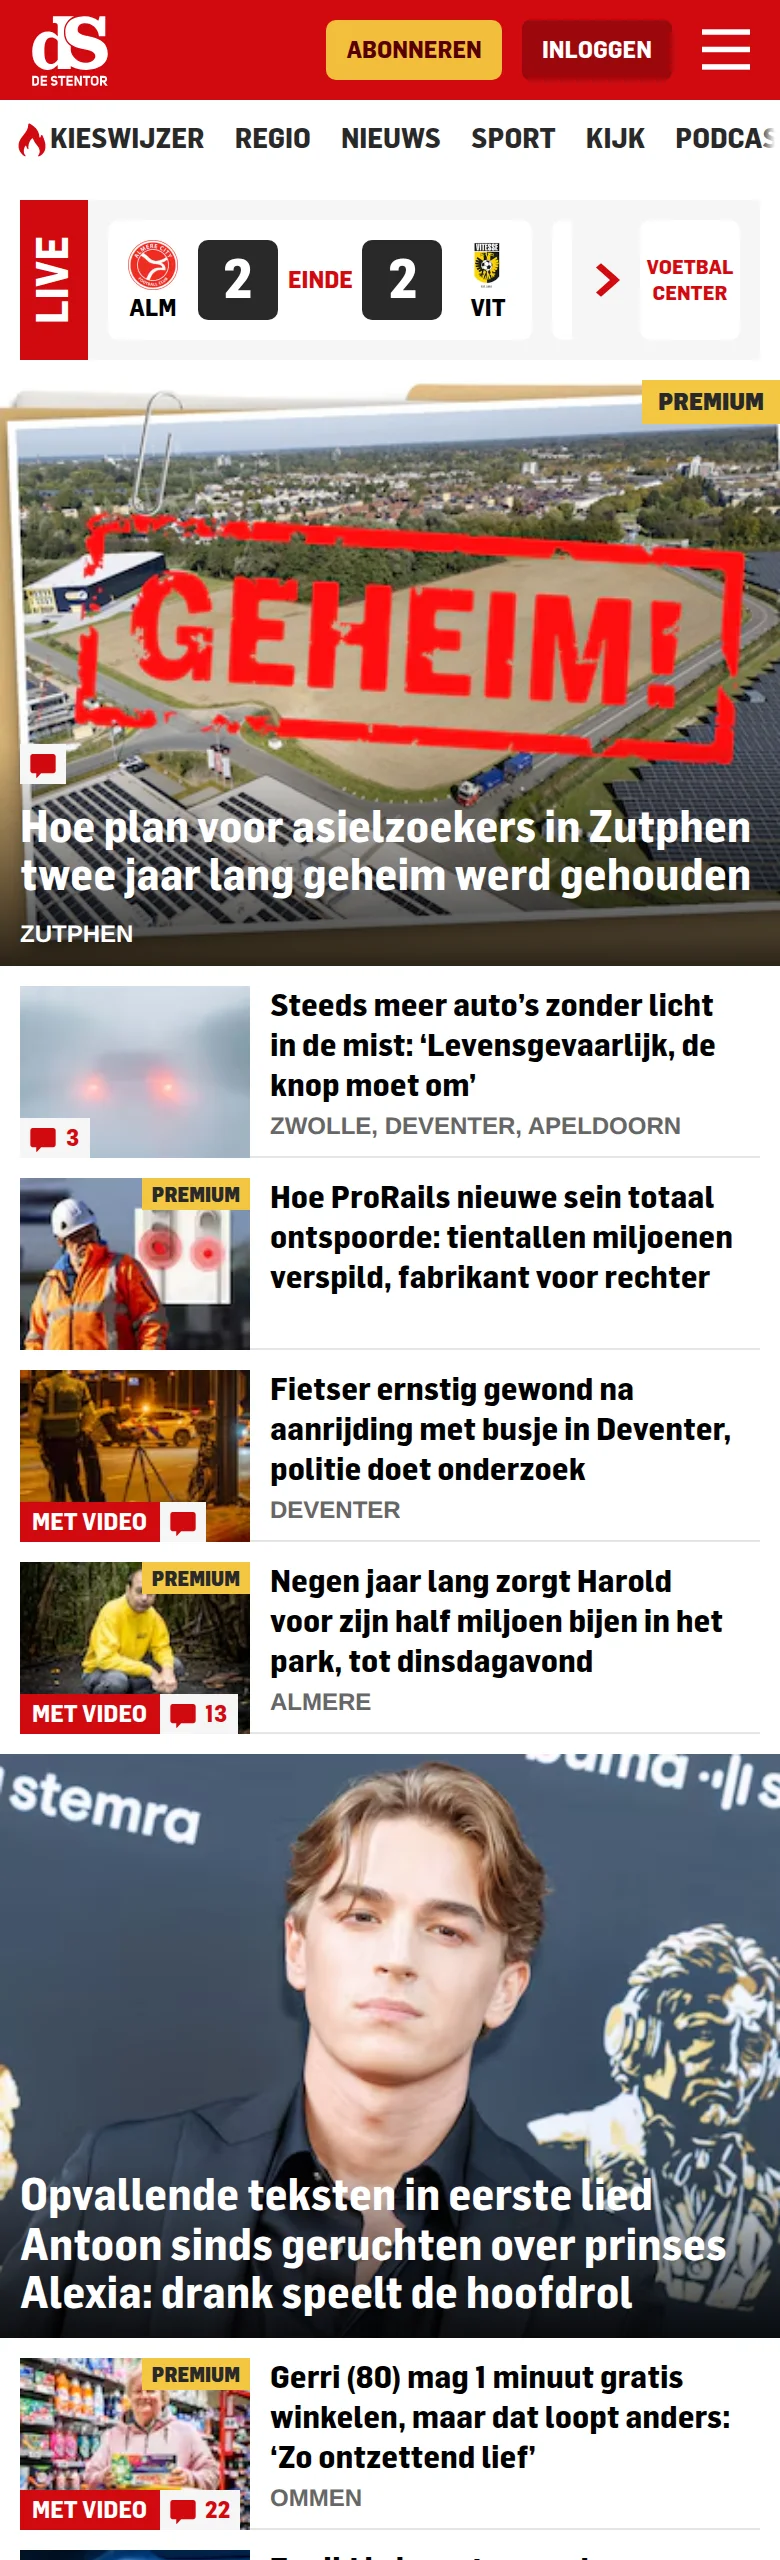 dS
DE STENTOR
ABONNEREN
INLOGGEN
KIESWIJZER REGIO NIEUWS SPORT KIJK PODCAS
LIVE
ALMERE CITY
ALM
2
EINDE
2
VITESSE
VIT
VOETBAL
CENTER
PREMIUM
GEHEIM!
Hoe plan voor asielzoekers in Zutphen
twee jaar lang geheim werd gehouden
ZUTPHEN
Steeds meer auto’s zonder licht
in de mist: ‘Levensgevaarlijk, de
knop moet om’
ZWOLLE, DEVENTER, APELDOORN
3
PREMIUM
Hoe ProRails nieuwe sein totaal
ontspoorde: tientallen miljoenen
verspild, fabrikant voor rechter
Fietser ernstig gewond na
aanrijding met busje in Deventer,
politie doet onderzoek
DEVENTER
MET VIDEO
PREMIUM
Negen jaar lang zorgt Harold
voor zijn half miljoen bijen in het
park, tot dinsdagavond
ALMERE
MET VIDEO
13
stemra
buma
s
Opvallende teksten in eerste lied
Antoon sinds geruchten over prinses
Alexia: drank speelt de hoofdrol
PREMIUM
Gerri (80) mag 1 minuut gratis
winkelen, maar dat loopt anders:
‘Zo ontzettend lief’
OMMEN
MET VIDEO
22